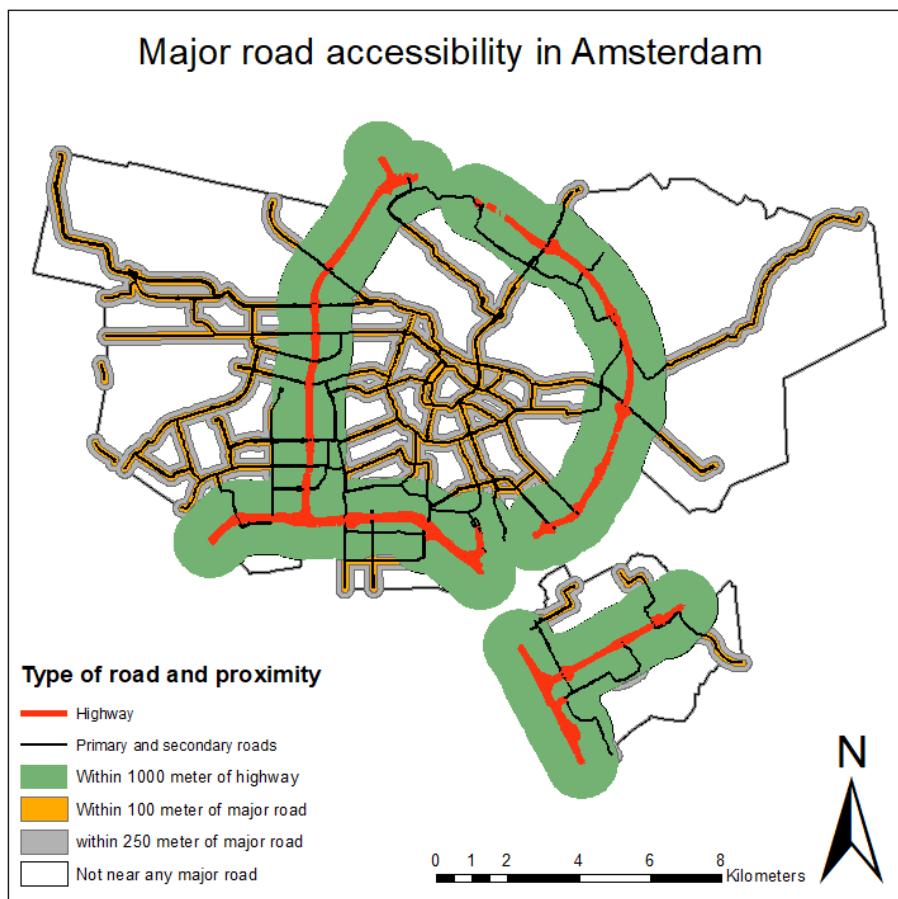 Major road accessibility in Amsterdam
Type of road and proximity
Highway
Primary and secondary roads
Within 1000 meter of highway
Within 100 meter of major road
within 250 meter of major road
Not near any major road
N
0 1 2 4 6 8
Kilometers